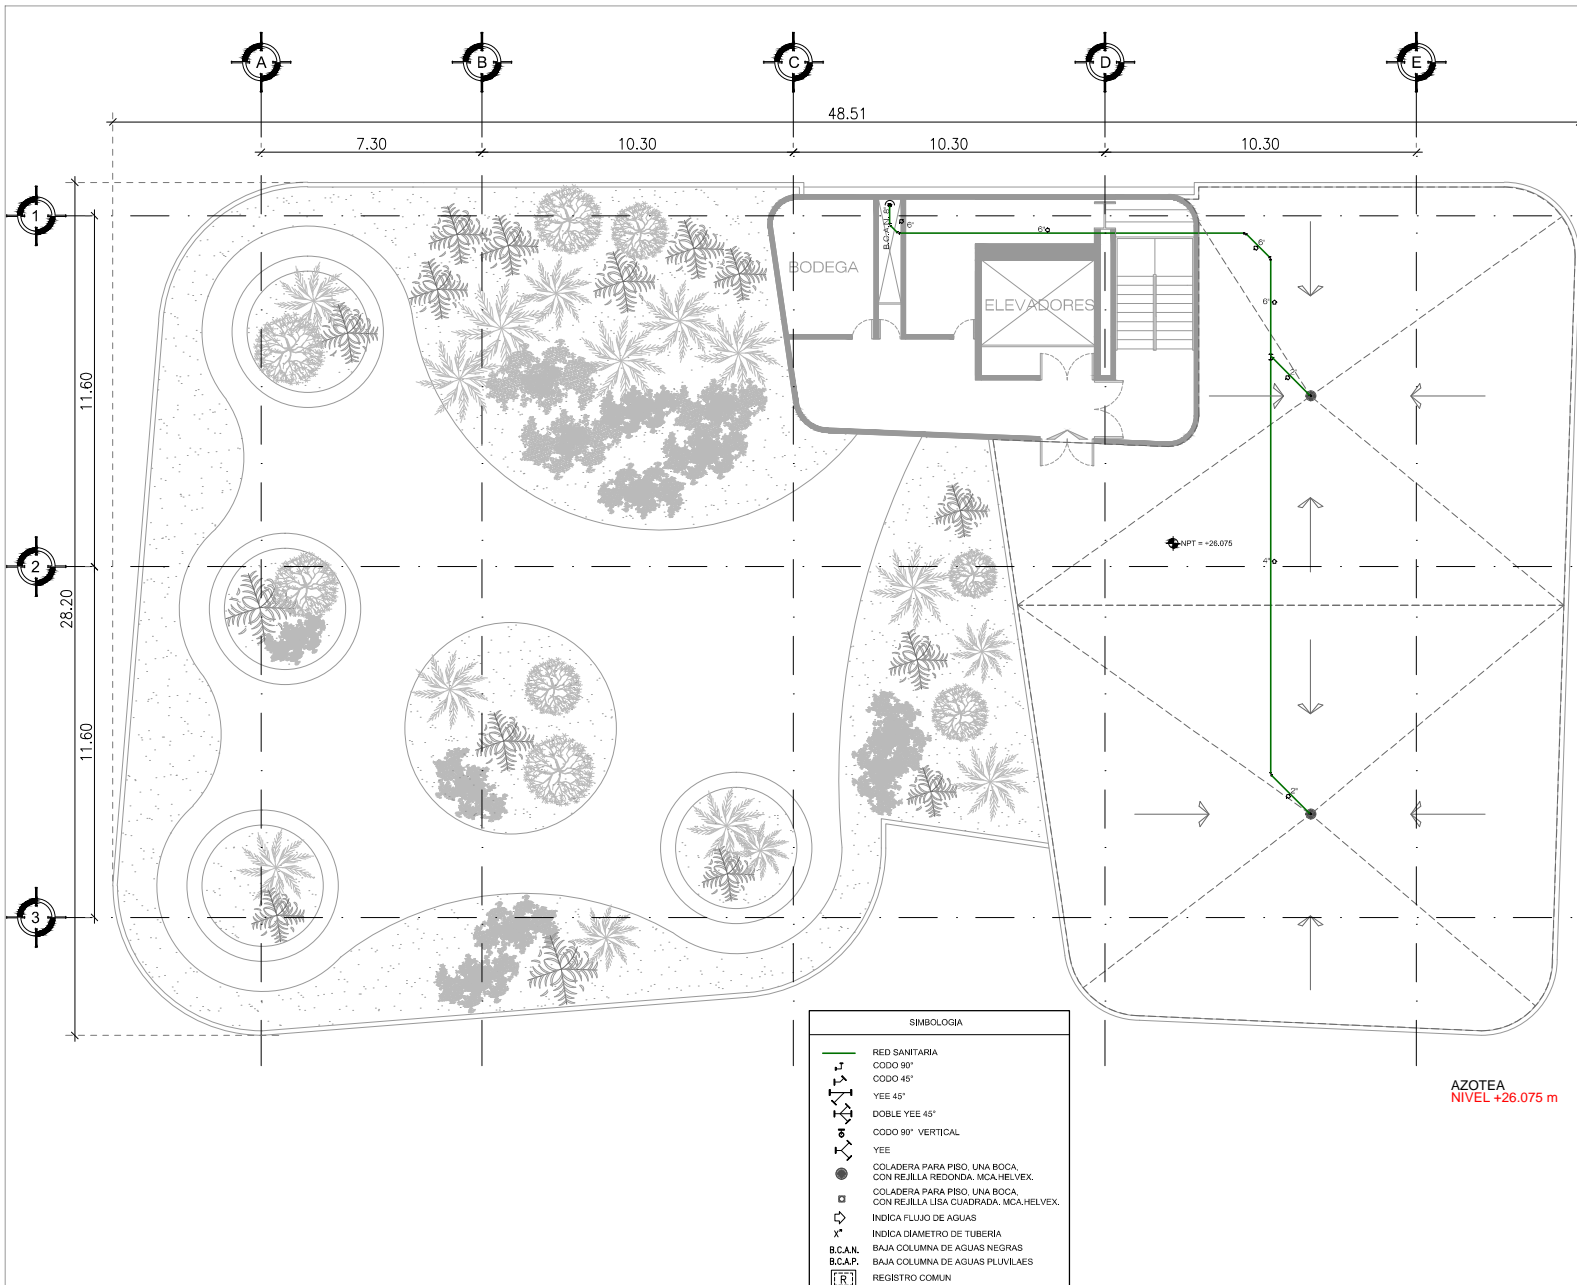 A
B
C
D
E
48.51
7.30
10.30
10.30
10.30
1
2
3
11.60
28.20
11.60
B.C.A.N. 6"
6"
6"
6"
6"
2"
4"
2"
BODEGA
ELEVADORES
NPT = +26.075
SIMBOLOGIA
RED SANITARIA
CODO 90°
CODO 45°
YEE 45°
DOBLE YEE 45°
CODO 90° VERTICAL
YEE
COLADERA PARA PISO, UNA BOCA,
CON REJILLA REDONDA. MCA.HELVEX.
COLADERA PARA PISO, UNA BOCA,
CON REJILLA LISA CUADRADA. MCA.HELVEX.
INDICA FLUJO DE AGUAS
X" INDICA DIAMETRO DE TUBERIA
B.C.A.N. BAJA COLUMNA DE AGUAS NEGRAS
B.C.A.P. BAJA COLUMNA DE AGUAS PLUVILAES
R REGISTRO COMUN
AZOTEA
NIVEL +26.075 m